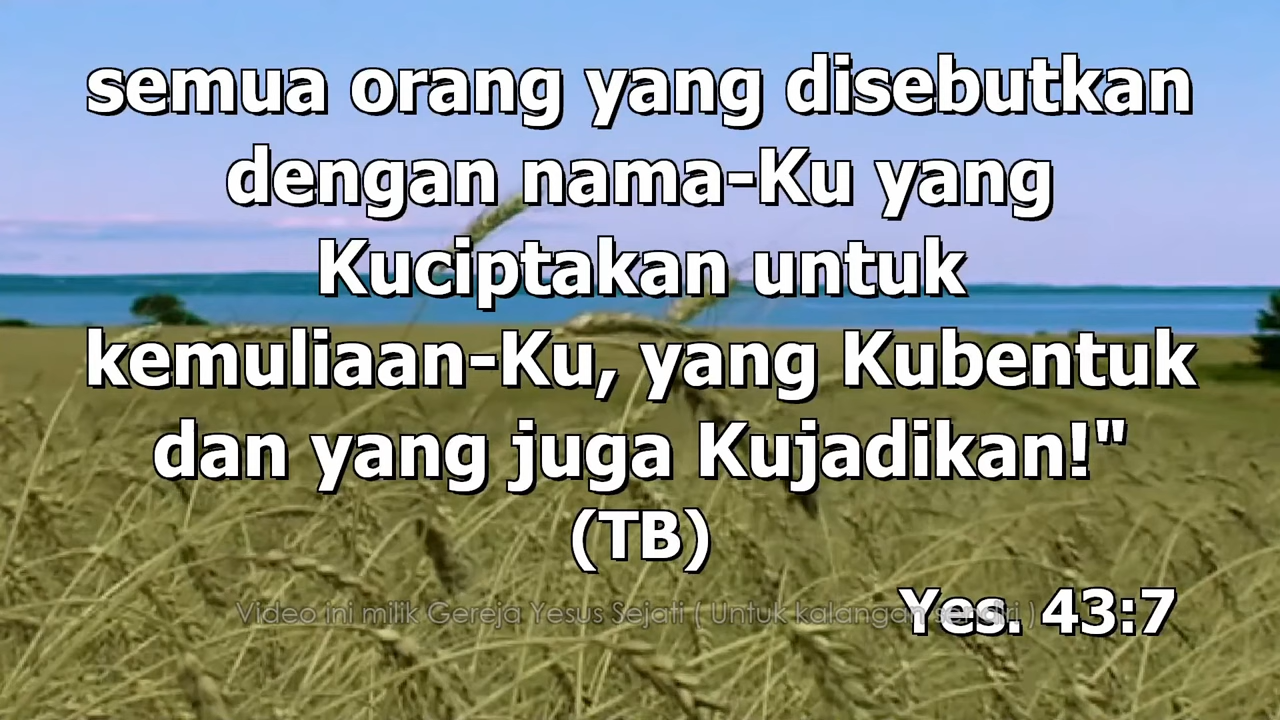 semua orang yang disebutkan
dengan nama-Ku yang
Kuciptakan untuk
kemuliaan-Ku, yang Kubentuk
dan yang juga Kujadikan!"
(TB)
Yes. 43:7
Video ini milik Gereja Yesus Sejati ( Untuk kalangan sendiri )